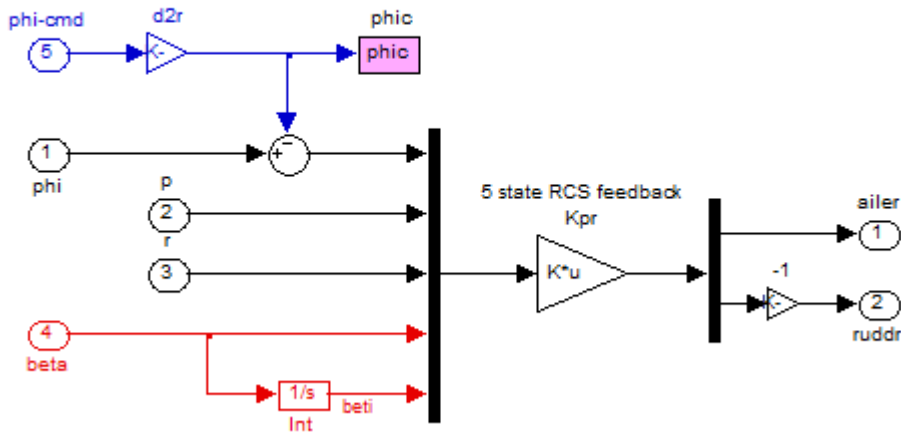 phi-cmd
d2r
phic
5
K-
phic
1
phi
+
−
p
2
r
3
5 state RCS feedback
Kpr
K*u
ailer
1
-1
K-
2
ruddr
4
beta
1/s
Int
beti